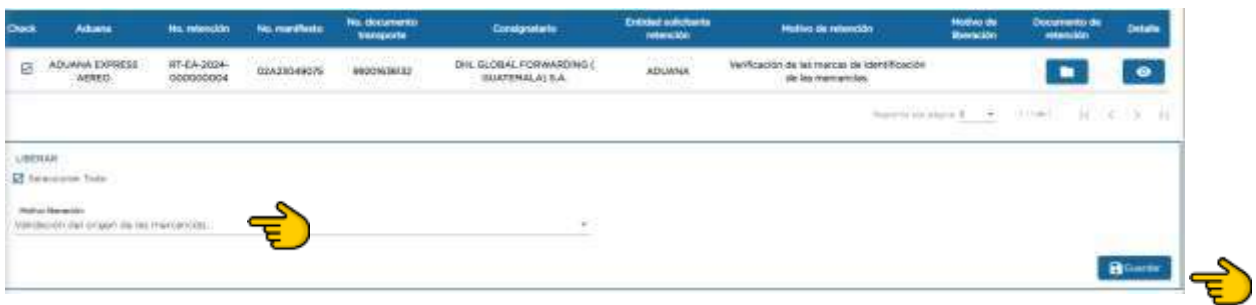 Check Aduana No. retención No. manifiesto No. documento transporte Consignatario Entidad solicitante retención Motivo de retención Motivo de liberación Documento de retención Detalle
ADUANA EXPRESS AEREO RT-EA-2024-000000004 02A23049075 99201636132 DHL GLOBAL FORWARDING ( GUATEMALA) S.A. ADUANA Verificación de las marcas de identificación de las mercancías.
LIBERAR
Seleccionar Todo
Motivo liberación
Validación del origen de las mercancías.
Guardar